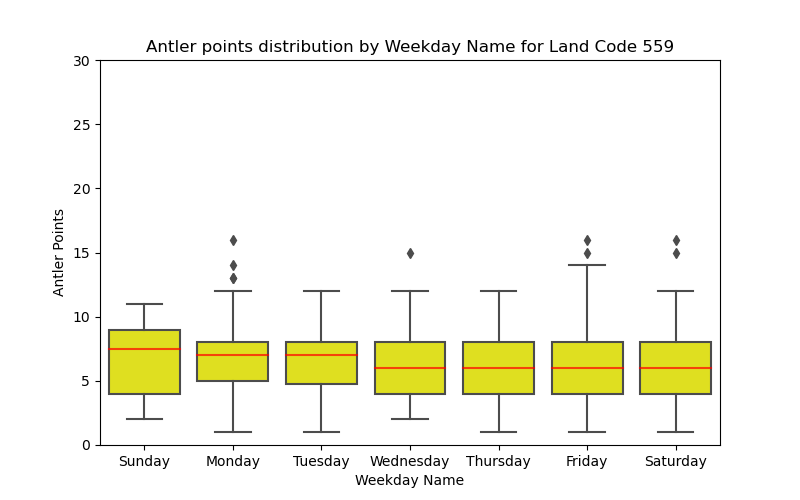 Antler points distribution by Weekday Name for Land Code 559
Antler Points
30
25
20
15
10
5
0
Sunday Monday Tuesday Wednesday Thursday Friday Saturday
Weekday Name